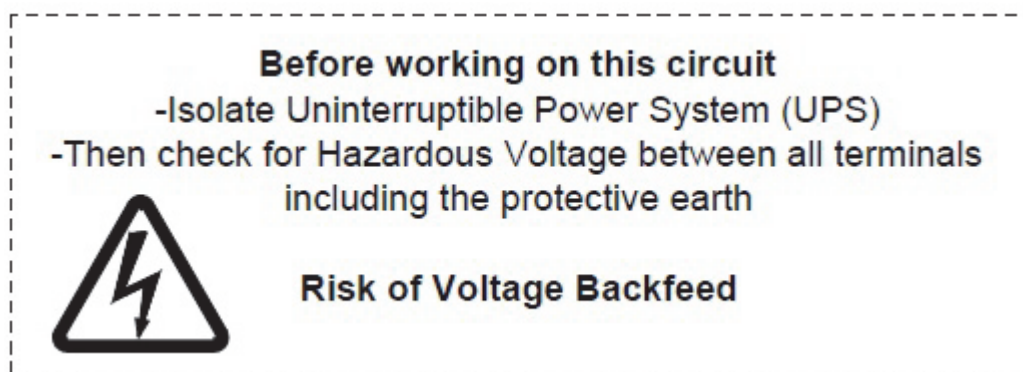 Before working on this circuit
-Isolate Uninterruptible Power System (UPS)
-Then check for Hazardous Voltage between all terminals
including the protective earth
Risk of Voltage Backfeed